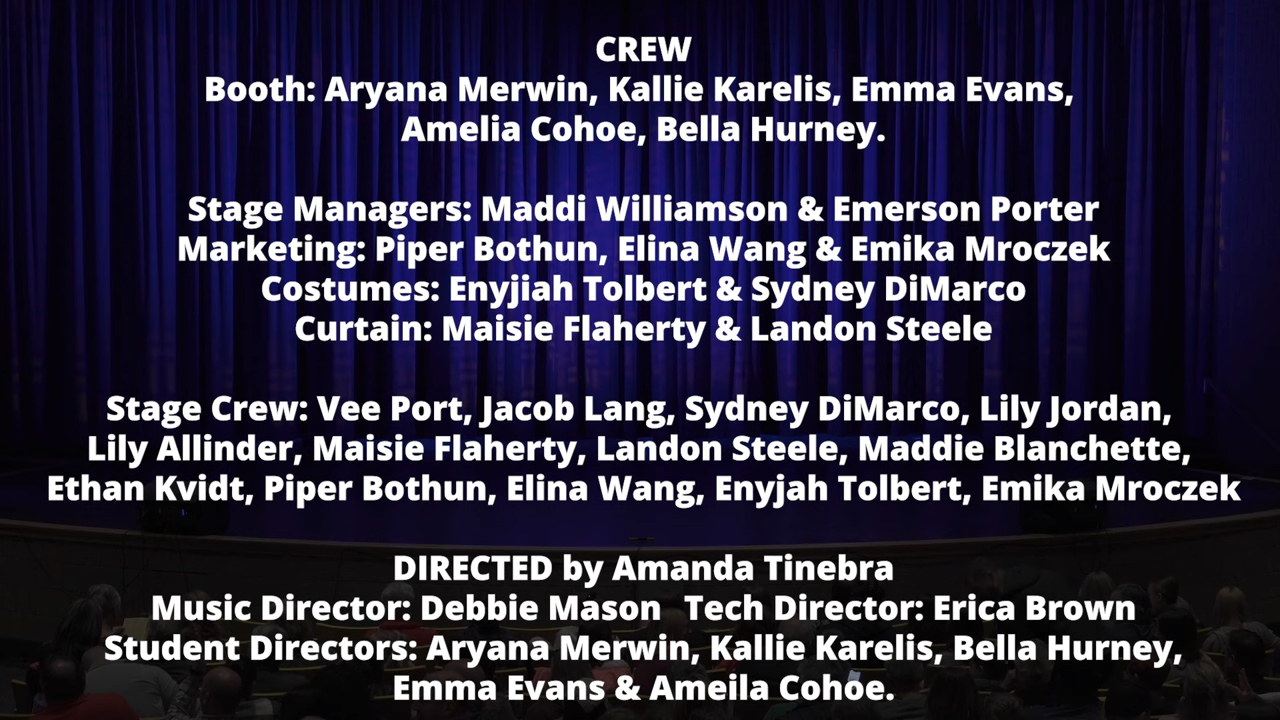 CREW
Booth: Aryana Merwin, Kallie Karelis, Emma Evans,
Amelia Cohoe, Bella Hurney.
Stage Managers: Maddi Williamson & Emerson Porter
Marketing: Piper Bothun, Elina Wang & Emika Mroczek
Costumes: Enyjiah Tolbert & Sydney DiMarco
Curtain: Maisie Flaherty & Landon Steele
Stage Crew: Vee Port, Jacob Lang, Sydney DiMarco, Lily Jordan,
Lily Allinder, Maisie Flaherty, Landon Steele, Maddie Blanchette,
Ethan Kvidt, Piper Bothun, Elina Wang, Enyjah Tolbert, Emika Mroczek
DIRECTED by Amanda Tinebra
Music Director: Debbie Mason Tech Director: Erica Brown
Student Directors: Aryana Merwin, Kallie Karelis, Bella Hurney,
Emma Evans & Ameila Cohoe.